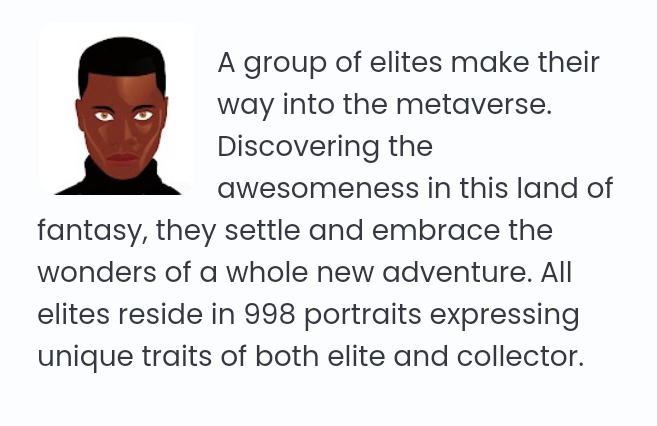 A group of elites make their
way into the metaverse.
Discovering the
awesomeness in this land of
fantasy, they settle and embrace the
wonders of a whole new adventure. All
elites reside in 998 portraits expressing
unique traits of both elite and collector.